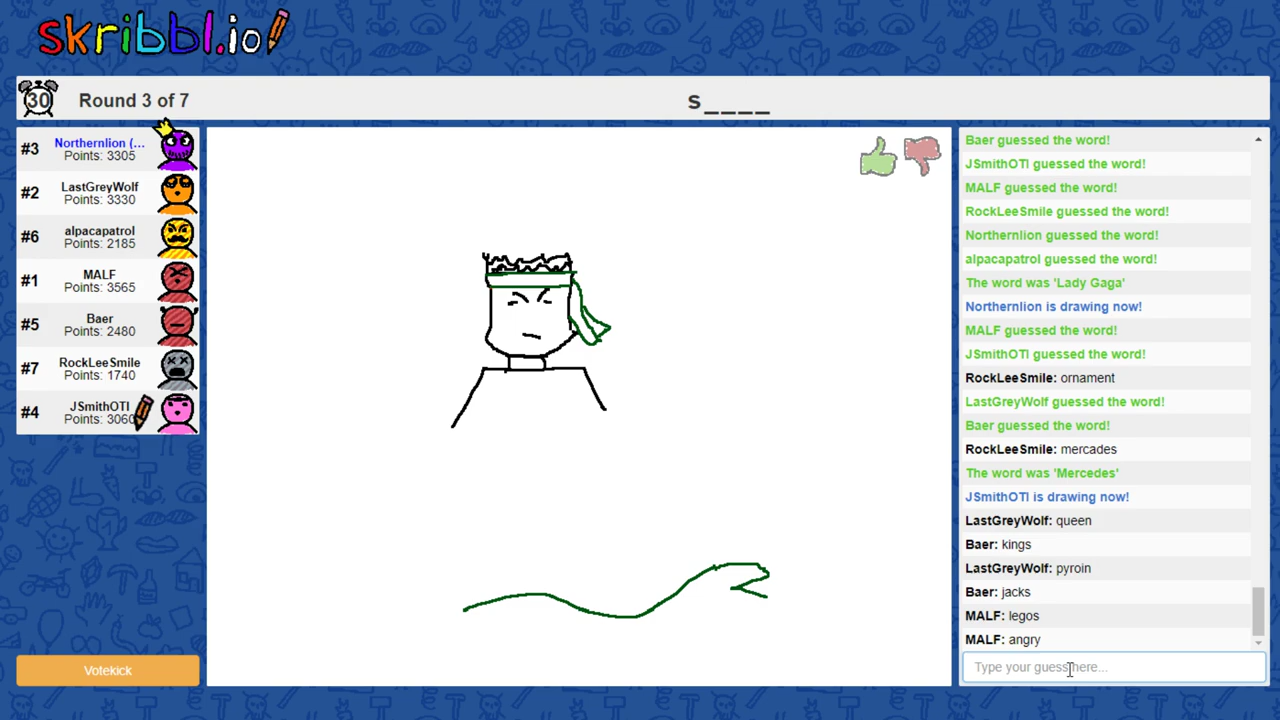 skribbl.io
30
Round 3 of 7
s____
#3 Northernlion (...
Points: 3305
#2 LastGreyWolf
Points: 3330
#6 alpacapatrol
Points: 2185
#1 MALF
Points: 3565
#5 Baer
Points: 2480
#7 RockLeeSmile
Points: 1740
#4 JSmithOTI
Points: 3060
Votekick
Baer guessed the word!
JSmithOTI guessed the word!
MALF guessed the word!
RockLeeSmile guessed the word!
Northernlion guessed the word!
alpacapatrol guessed the word!
The word was 'Lady Gaga'
Northernlion is drawing now!
MALF guessed the word!
JSmithOTI guessed the word!
RockLeeSmile: ornament
LastGreyWolf guessed the word!
Baer guessed the word!
RockLeeSmile: mercades
The word was 'Mercedes'
JSmithOTI is drawing now!
LastGreyWolf: queen
Baer: kings
LastGreyWolf: pyroin
Baer: jacks
MALF: legos
MALF: angry
Type your guess here...